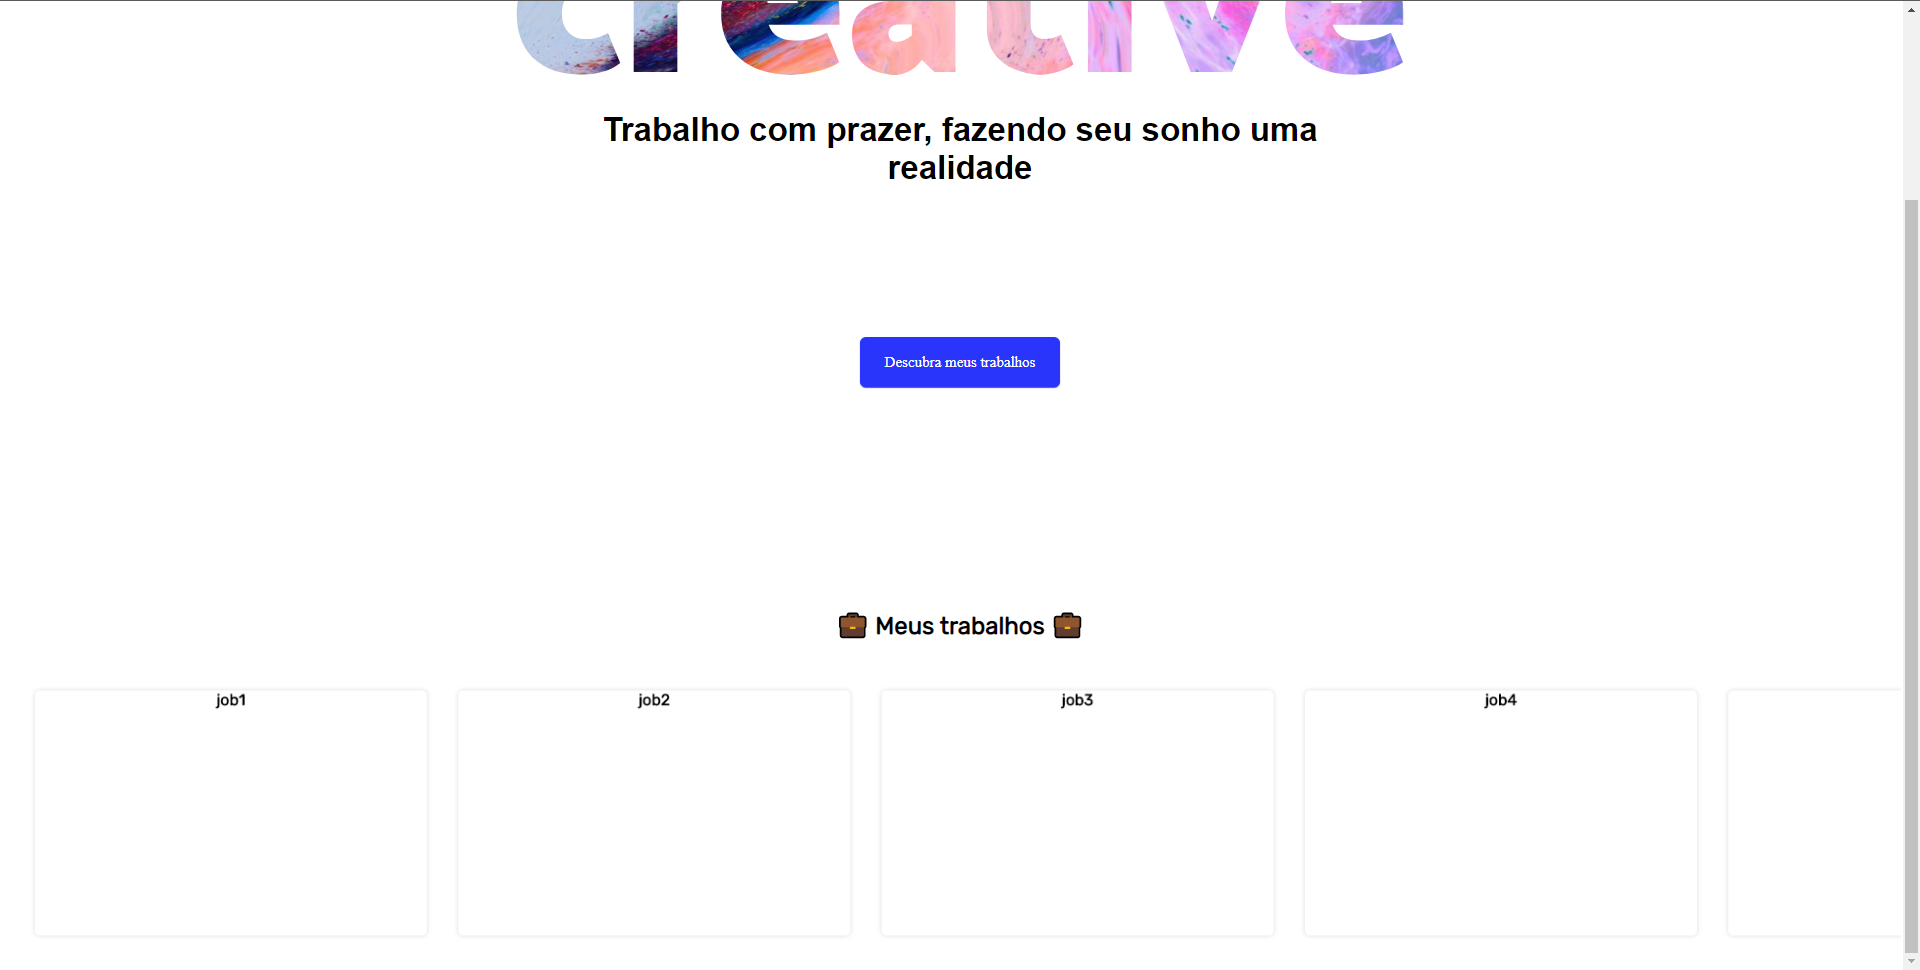 creative
Trabalho com prazer, fazendo seu sonho uma
realidade
Descubra meus trabalhos
💼 Meus trabalhos 💼
job1
job2
job3
job4